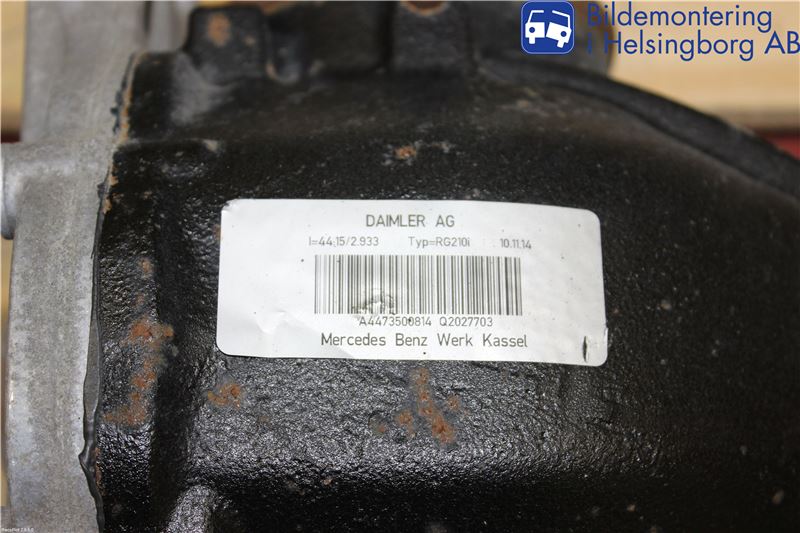 Bildemontering
i Helsingborg AB
DAIMLER AG
I=44:15/2.933 Typ=RG210i 10.11.14
A4473500814 Q2027703
Mercedes Benz Werk Kassel